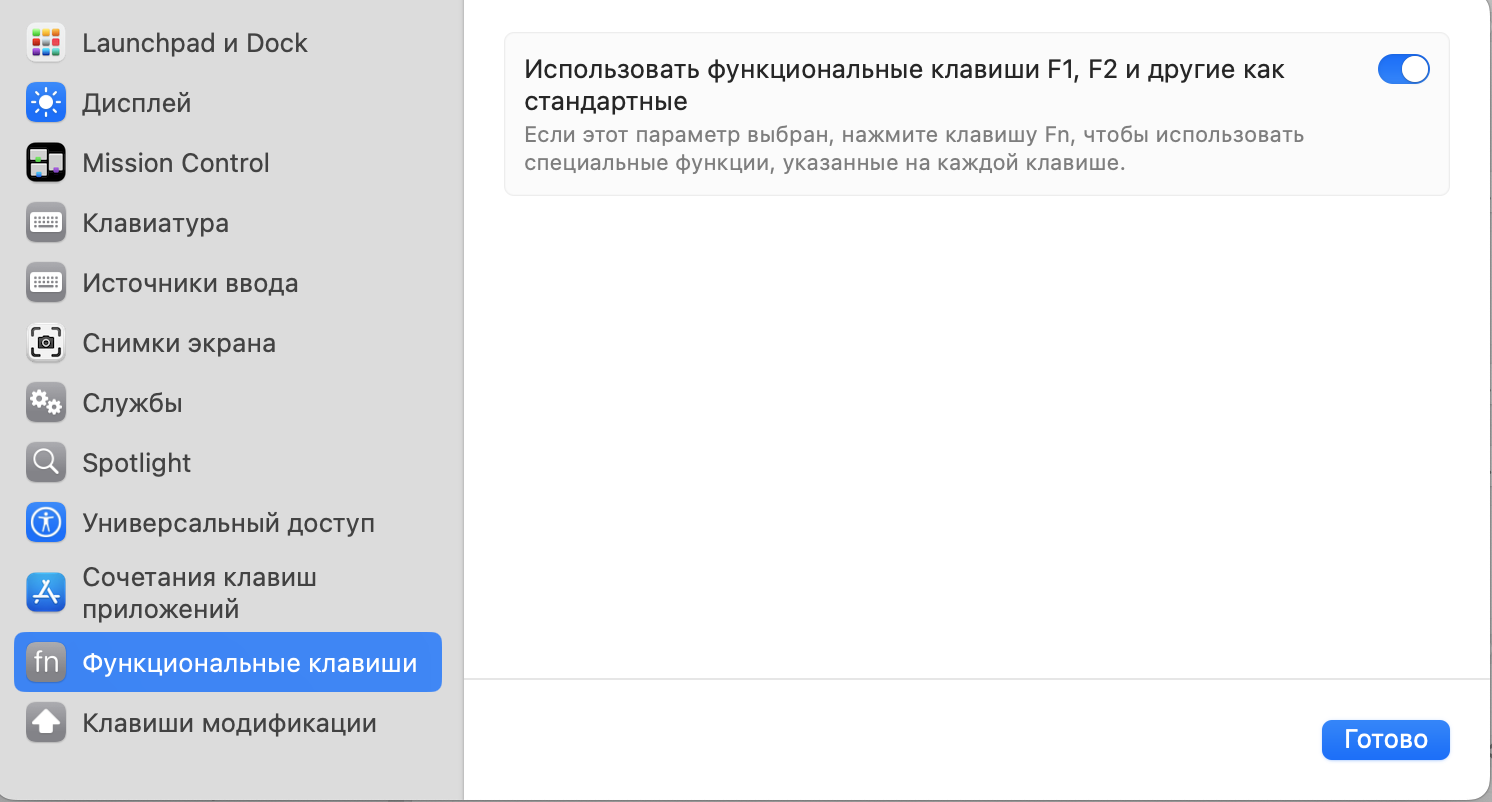 Launchpad и Dock
Дисплей
Mission Control
Клавиатура
Источники ввода
Снимки экрана
Службы
Spotlight
Универсальный доступ
Сочетания клавиш
приложений
fn Функциональные клавиши
Клавиши модификации
Использовать функциональные клавиши F1, F2 и другие как
стандартные
Если этот параметр выбран, нажмите клавишу Fn, чтобы использовать
специальные функции, указанные на каждой клавише.
Готово